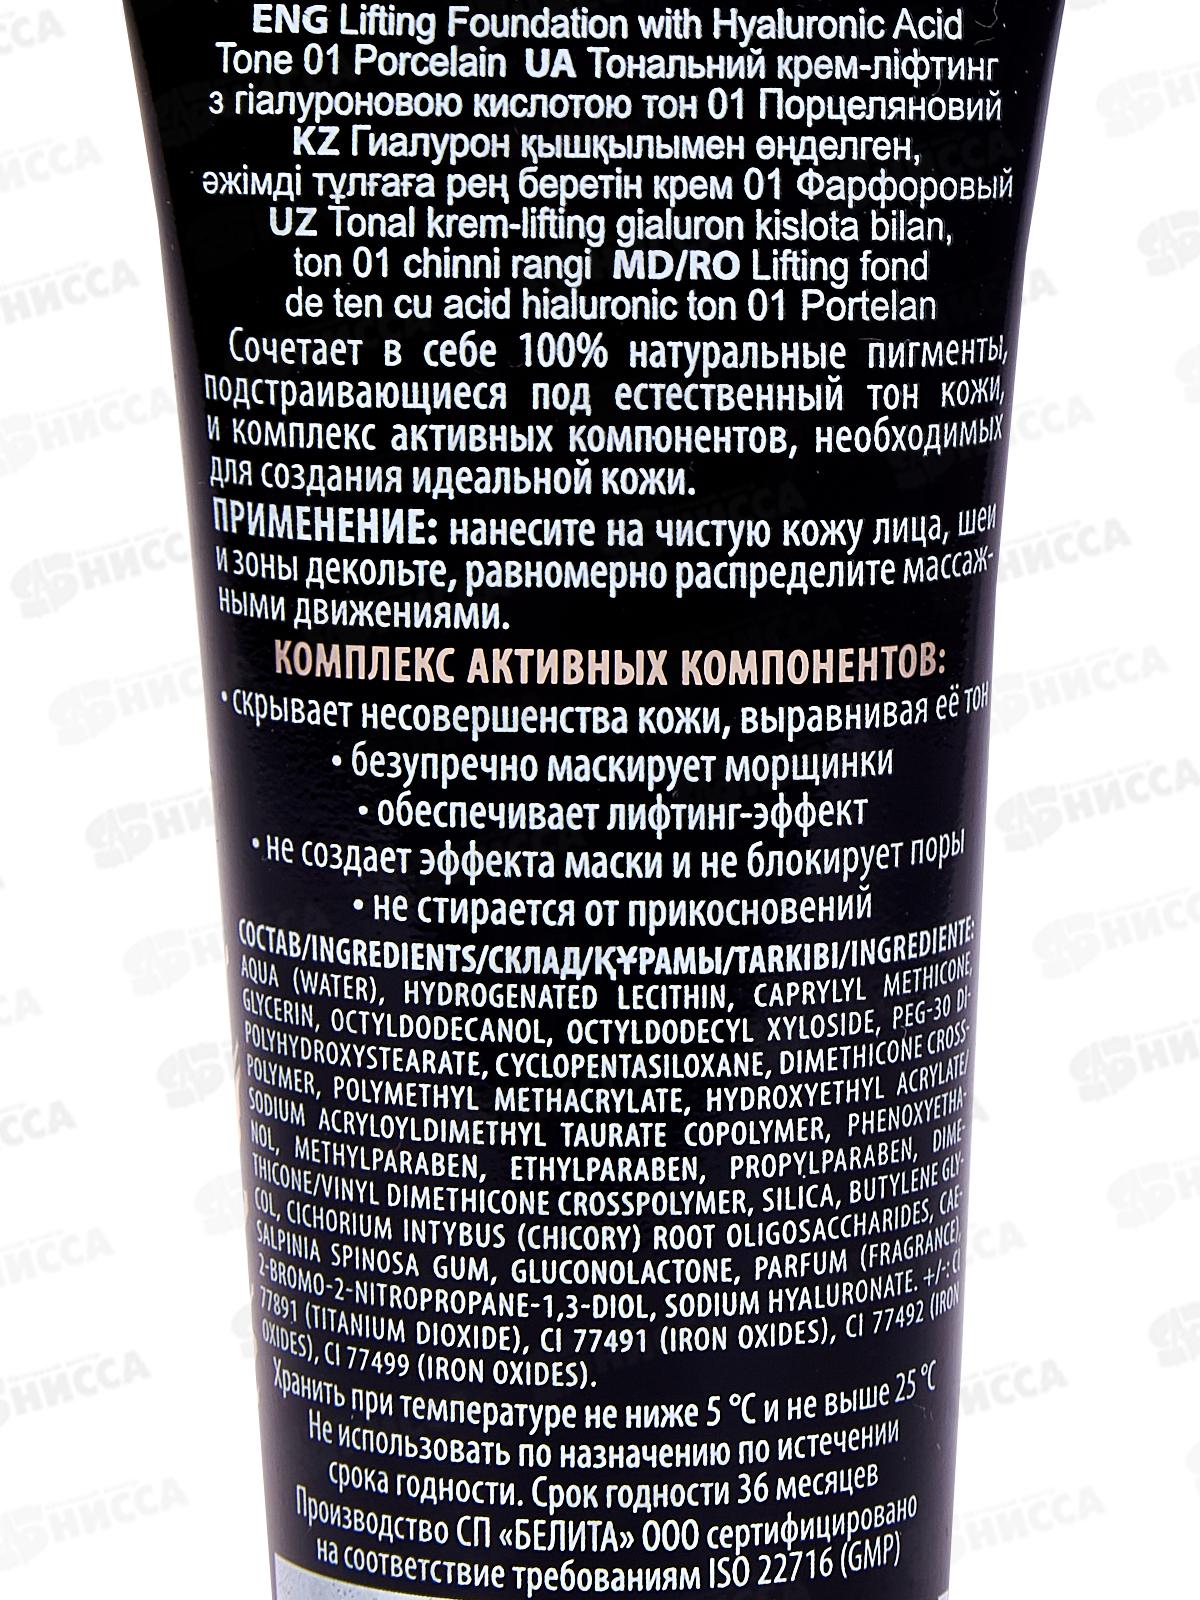 ENG Lifting Foundation with Hyaluronic Acid
Tone 01 Porcelain UA Тональний крем-ліфтинг
з гіалуроновою кислотою тон 01 Порцеляновий
KZ Гиалурон қышқылымен өңделген,
әжімді тұлғаға рең беретін крем 01 Фарфоровый
UZ Tonal krem-lifting gialuron kislota bilan,
ton 01 chinni rangi MD/RO Lifting fond
de ten cu acid hialuronic ton 01 Portelan
Сочетает в себе 100% натуральные пигменты,
подстраивающиеся под естественный тон кожи,
и комплекс активных компонентов, необходимых
для создания идеальной кожи.
ПРИМЕНЕНИЕ: нанесите на чистую кожу лица, шеи
и зоны декольте, равномерно распределите массаж-
ными движениями.
КОМПЛЕКС АКТИВНЫХ КОМПОНЕНТОВ:
• скрывает несовершенства кожи, выравнивая её тон
• безупречно маскирует морщинки
• обеспечивает лифтинг-эффект
• не создает эффекта маски и не блокирует поры
• не стирается от прикосновений
СОСТАВ/INGREDIENTS/СКЛАД/ҚҰРАМЫ/TARKIBI/INGREDIENTE:
AQUA (WATER), HYDROGENATED LECITHIN, CAPRYLYL METHICONE,
GLYCERIN, OCTYLDODECANOL, OCTYLDODECYL XYLOSIDE, PEG-30 DI-
POLYHYDROXYSTEARATE, CYCLOPENTASILOXANE, DIMETHICONE CROSS-
POLYMER, POLYMETHYL METHACRYLATE, HYDROXYETHYL ACRYLATE/
SODIUM ACRYLOYLDIMETHYL TAURATE COPOLYMER, PHENOXYETHA-
NOL, METHYLPARABEN, ETHYLPARABEN, PROPYLPARABEN, DIME-
THICONE/VINYL DIMETHICONE CROSSPOLYMER, SILICA, BUTYLENE GLY-
COL, CICHORIUM INTYBUS (CHICORY) ROOT OLIGOSACCHARIDES, CAE-
SALPINIA SPINOSA GUM, GLUCONOLACTONE, PARFUM (FRAGRANCE),
2-BROMO-2-NITROPROPANE-1,3-DIOL, SODIUM HYALURONATE. +/-: CI
77891 (TITANIUM DIOXIDE), CI 77491 (IRON OXIDES), CI 77492 (IRON
OXIDES), CI 77499 (IRON OXIDES).
Хранить при температуре не ниже 5 °C и не выше 25 °C
Не использовать по назначению по истечении
срока годности. Срок годности 36 месяцев
Производство СП «БЕЛИТА» ООО сертифицировано
на соответствие требованиям ISO 22716 (GMP)